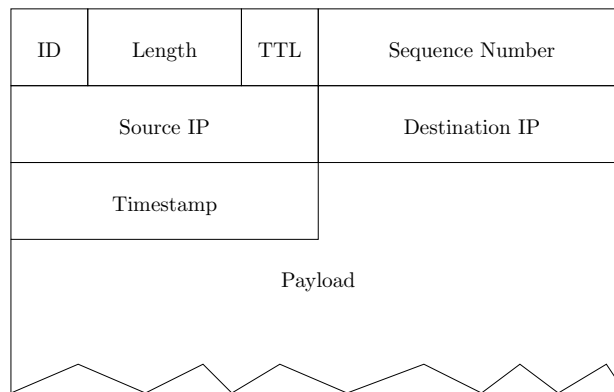 ID Length TTL Sequence Number
Source IP Destination IP
Timestamp
Payload